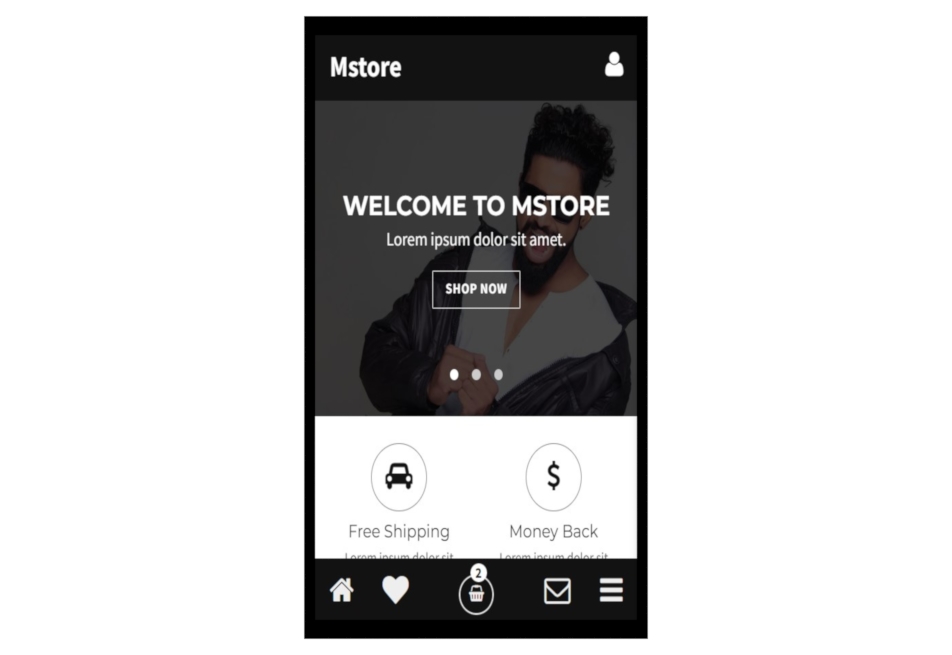 Mstore
WELCOME TO MSTORE
Lorem ipsum dolor sit amet.
SHOP NOW
$
Free Shipping
Money Back
Lorem ipsum dolor sit
Lorem ipsum dolor sit
2